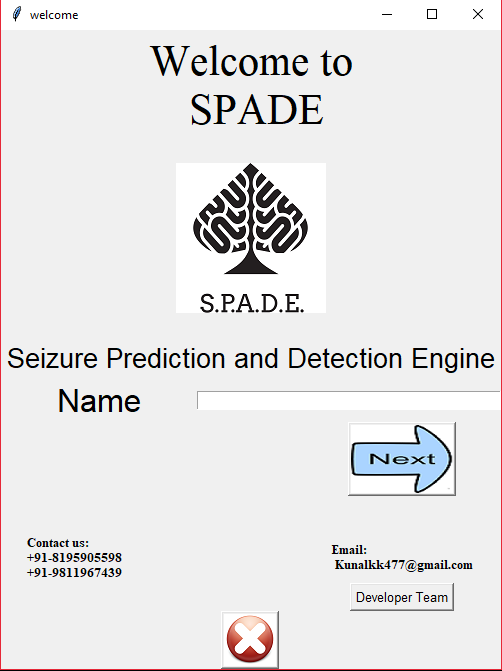 welcome
Welcome to
SPADE
S.P.A.D.E.
Seizure Prediction and Detection Engine
Name
Next
Contact us:
+91-8195905598
+91-9811967439
Email:
Kunalkk477@gmail.com
Developer Team